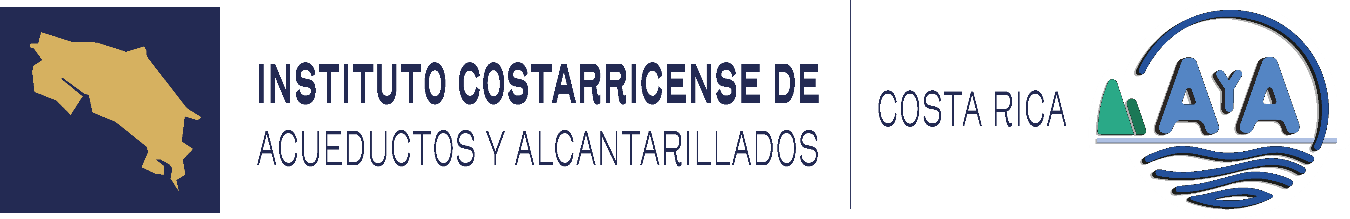 INSTITUTO COSTARRICENSE DE
ACUEDUCTOS Y ALCANTARILLADOS
COSTA RICA
AYA